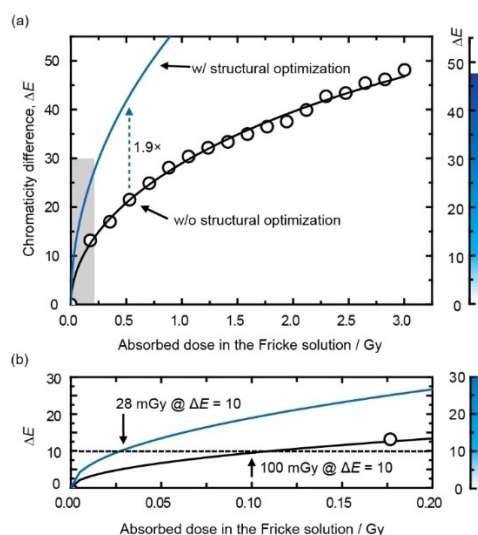 (a)
Chromaticity difference, ΔE
50
40
30
20
10
0
0.0 0.5 1.0 1.5 2.0 2.5 3.0
Absorbed dose in the Fricke solution / Gy
w/ structural optimization
1.9×
w/o structural optimization
ΔE
50
40
30
20
10
0
(b)
ΔE
30
20
10
0
0.00 0.05 0.10 0.15 0.20
Absorbed dose in the Fricke solution / Gy
28 mGy @ ΔE = 10
100 mGy @ ΔE = 10
30
20
10
0